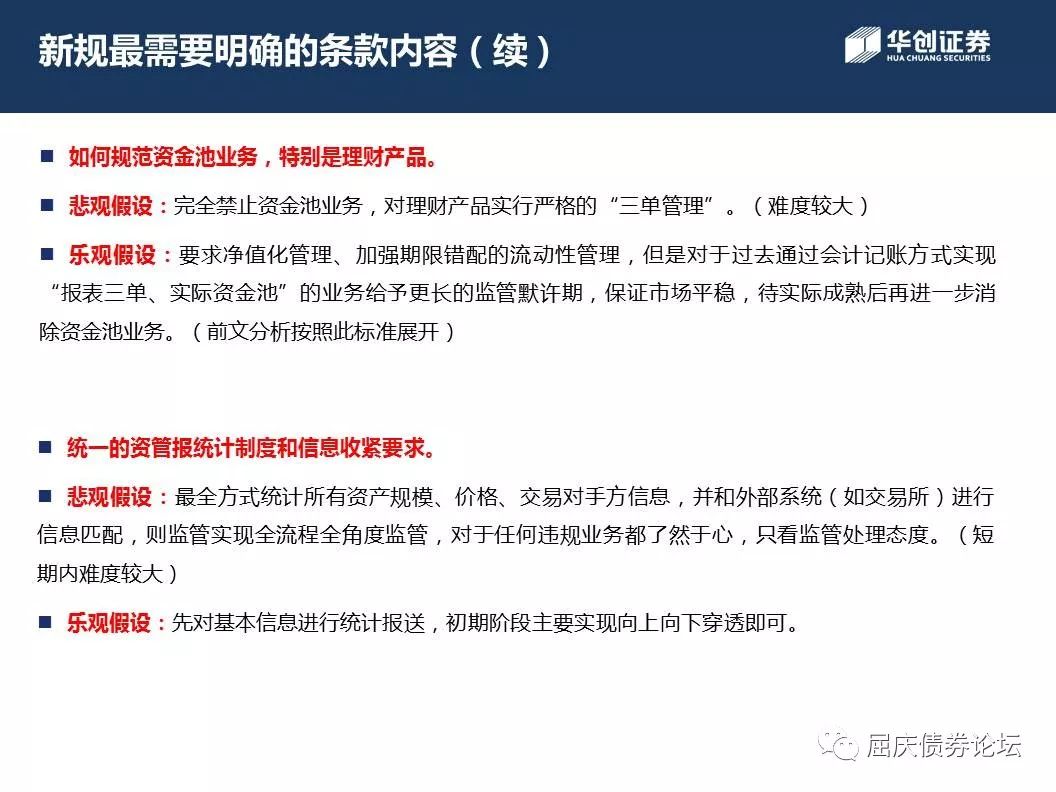 新规最需要明确的条款内容（续）
华创证券
HUA CHUANG SECURITIES
■ 如何规范资金池业务，特别是理财产品。
■ 悲观假设：完全禁止资金池业务，对理财产品实行严格的“三单管理”。（难度较大）
■ 乐观假设：要求净值化管理、加强期限错配的流动性管理，但是对于过去通过会计记账方式实现
“报表三单、实际资金池”的业务给予更长的监管默许期，保证市场平稳，待实际成熟后再进一步消
除资金池业务。（前文分析按照此标准展开）
■ 统一的资管报统计制度和信息收紧要求。
■ 悲观假设：最全方式统计所有资产规模、价格、交易对手方信息，并和外部系统（如交易所）进行
信息匹配，则监管实现全流程全角度监管，对于任何违规业务都了然于心，只看监管处理态度。（短
期内难度较大）
■ 乐观假设：先对基本信息进行统计报送，初期阶段主要实现向上向下穿透即可。
屈庆债券论坛